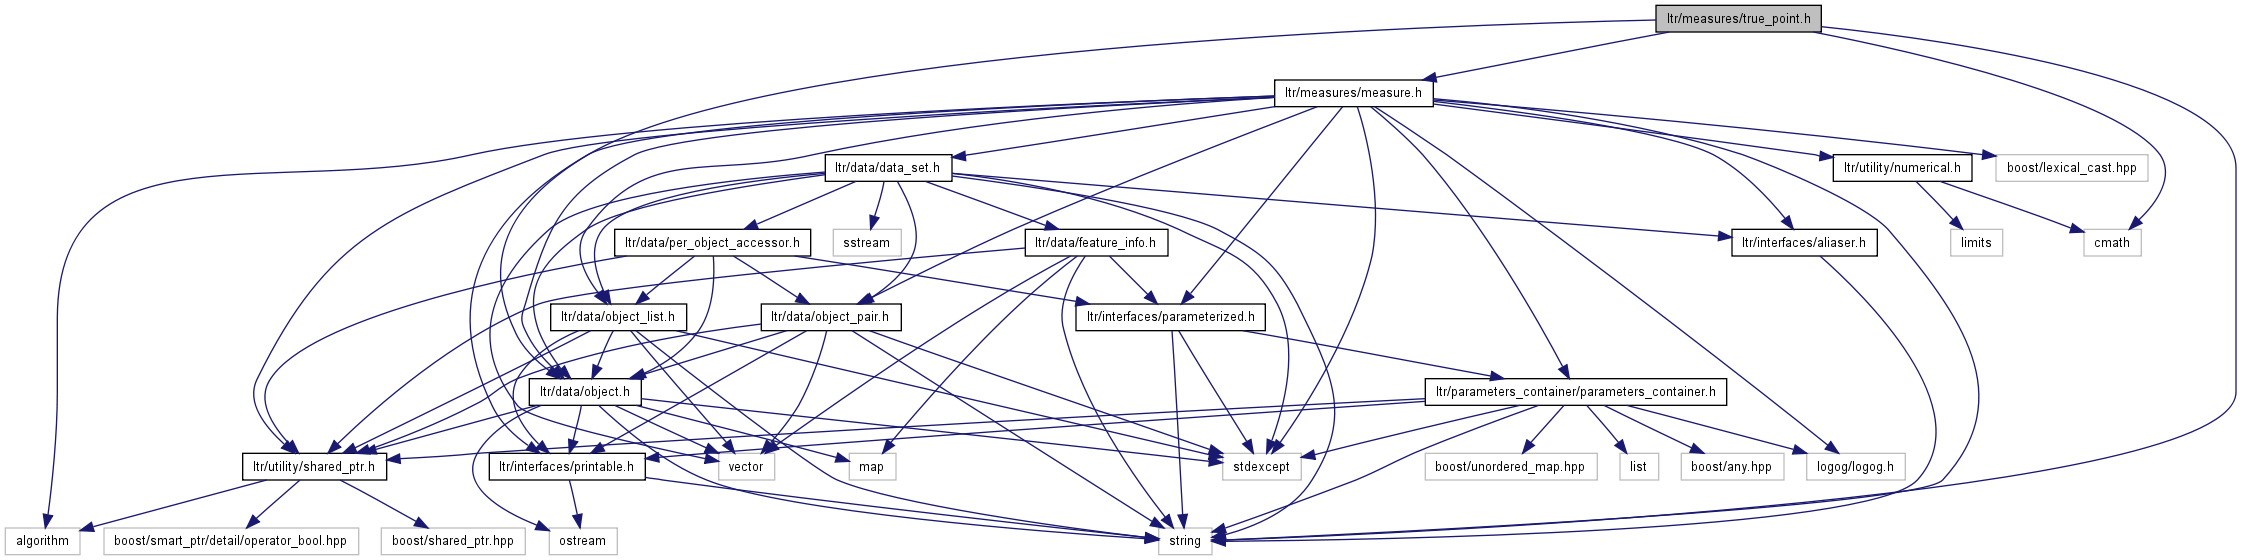 ltr/measures/true_point.h
ltr/measures/measure.h
ltr/data/data_set.h
ltr/utility/numerical.h
boost/lexical_cast.hpp
ltr/data/per_object_accessor.h
sstream
ltr/data/feature_info.h
ltr/interfaces/aliaser.h
limits
cmath
ltr/data/object_list.h
ltr/data/object_pair.h
ltr/interfaces/parameterized.h
ltr/data/object.h
ltr/parameters_container/parameters_container.h
ltr/utility/shared_ptr.h
ltr/interfaces/printable.h
vector
map
stdexcept
boost/unordered_map.hpp
list
boost/any.hpp
logog/logog.h
algorithm
boost/smart_ptr/detail/operator_bool.hpp
boost/shared_ptr.hpp
ostream
string